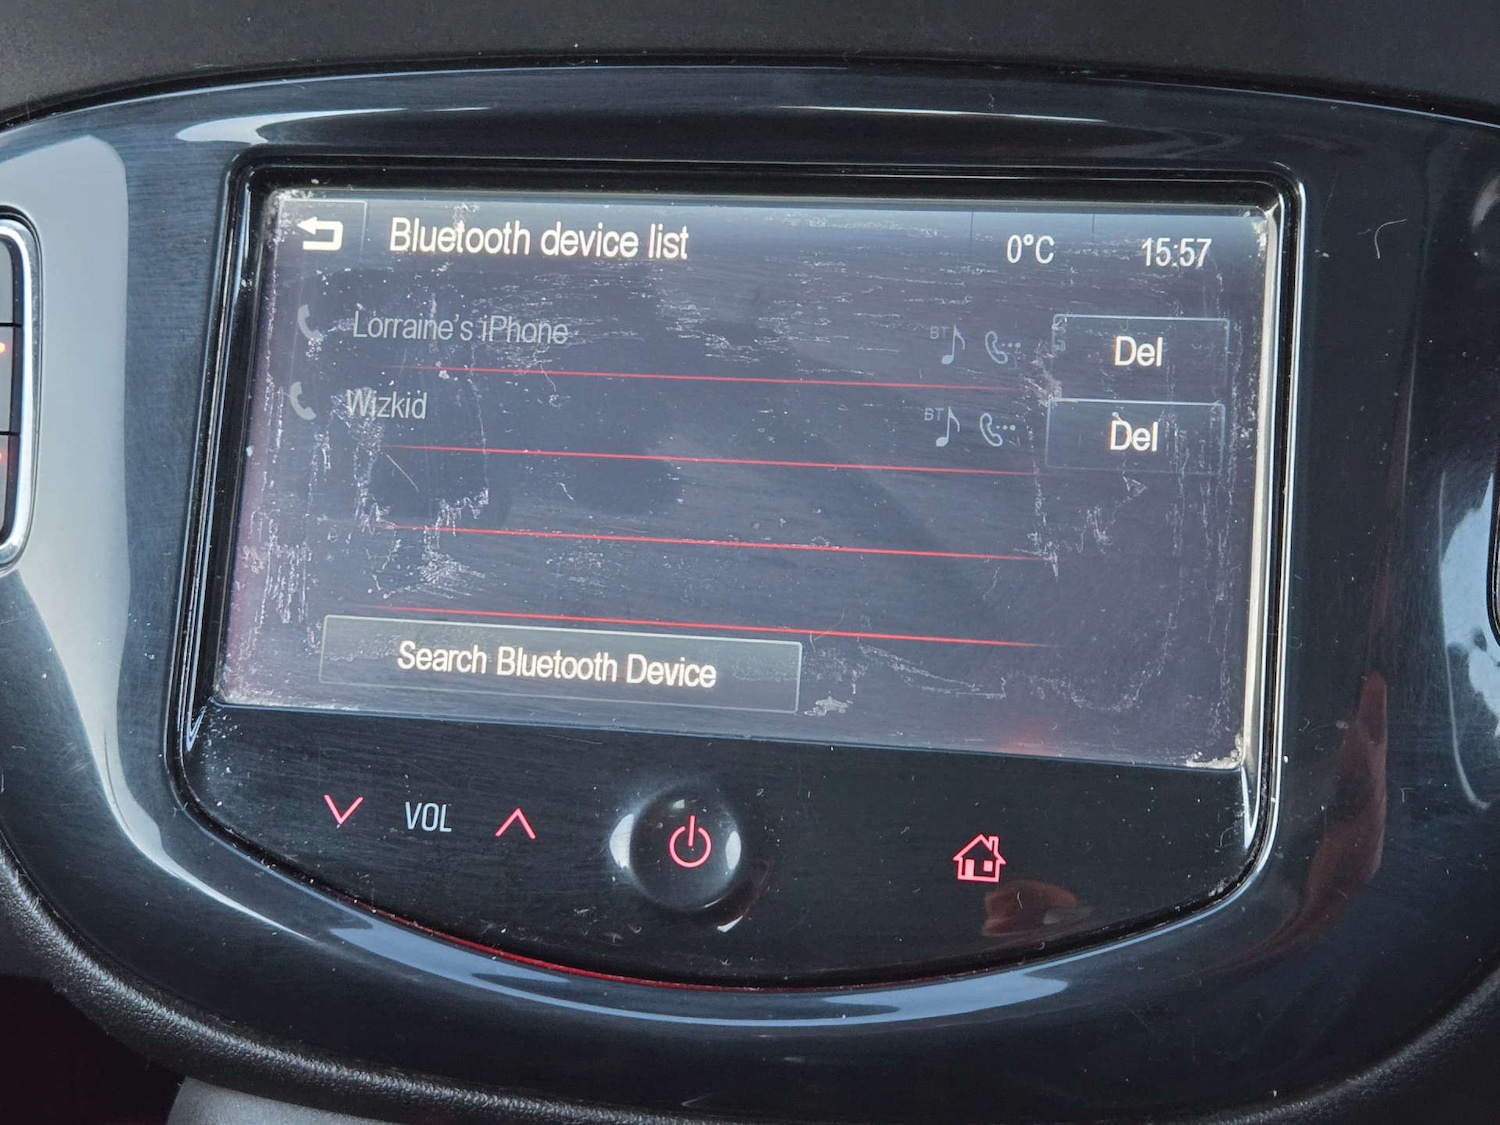 Bluetooth device list 0°C 15:57
Lorraine's iPhone BT Del
Wizkid BT Del
Search Bluetooth Device
VOL